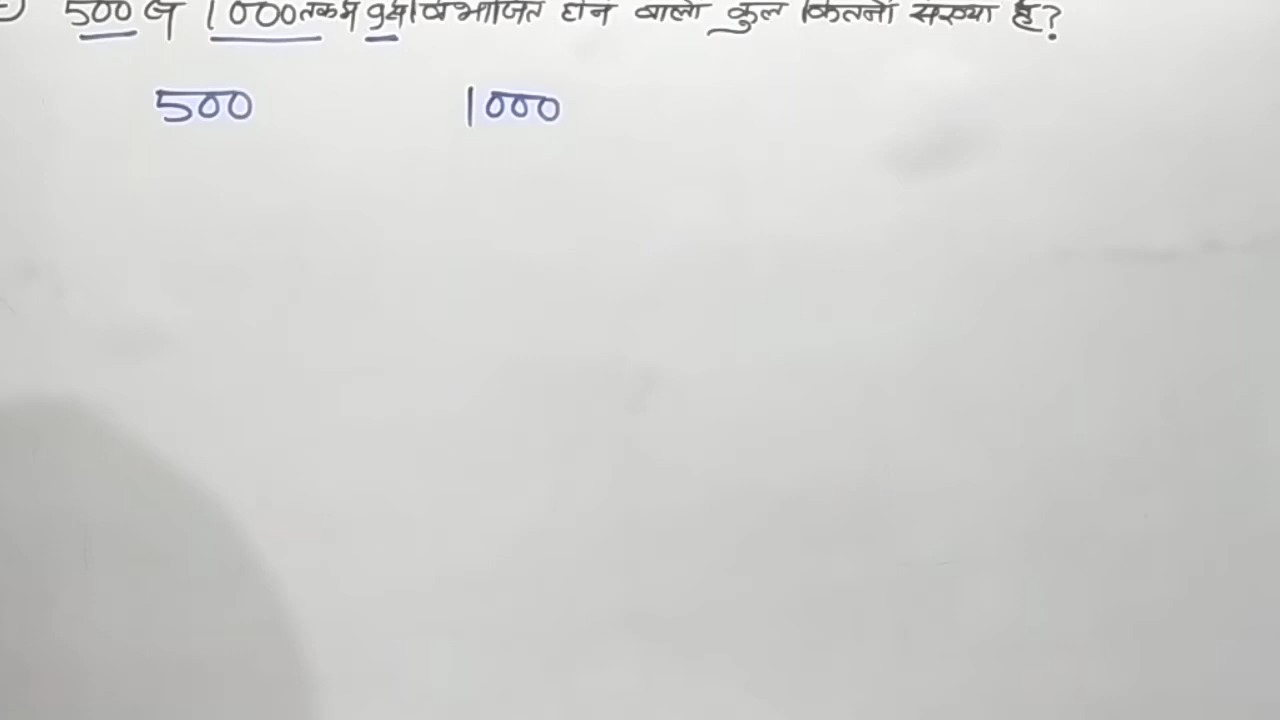 500 व 1000 तक में 9 से विभाजित होने वाली कुल कितनी संख्या है?
500 1000